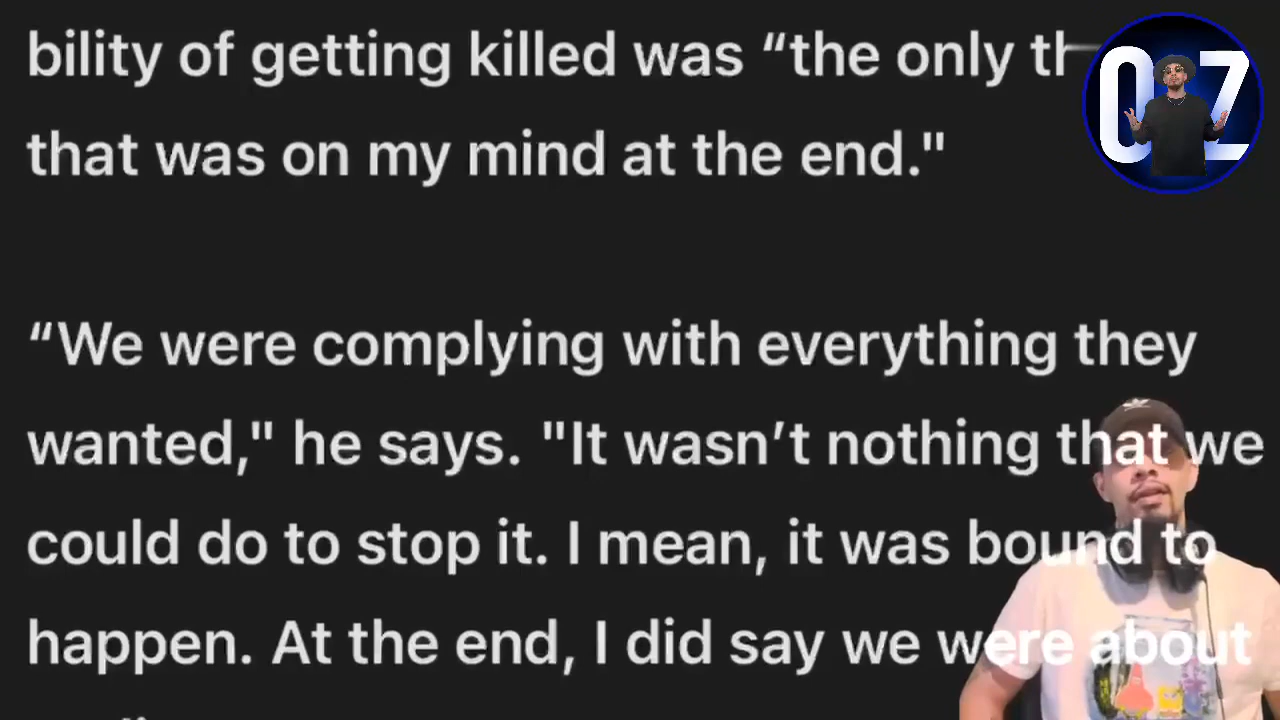 bility of getting killed was “the only th
OZ
that was on my mind at the end."
“We were complying with everything they
wanted," he says. "It wasn’t nothing that we
could do to stop it. I mean, it was bound to
happen. At the end, I did say we were about